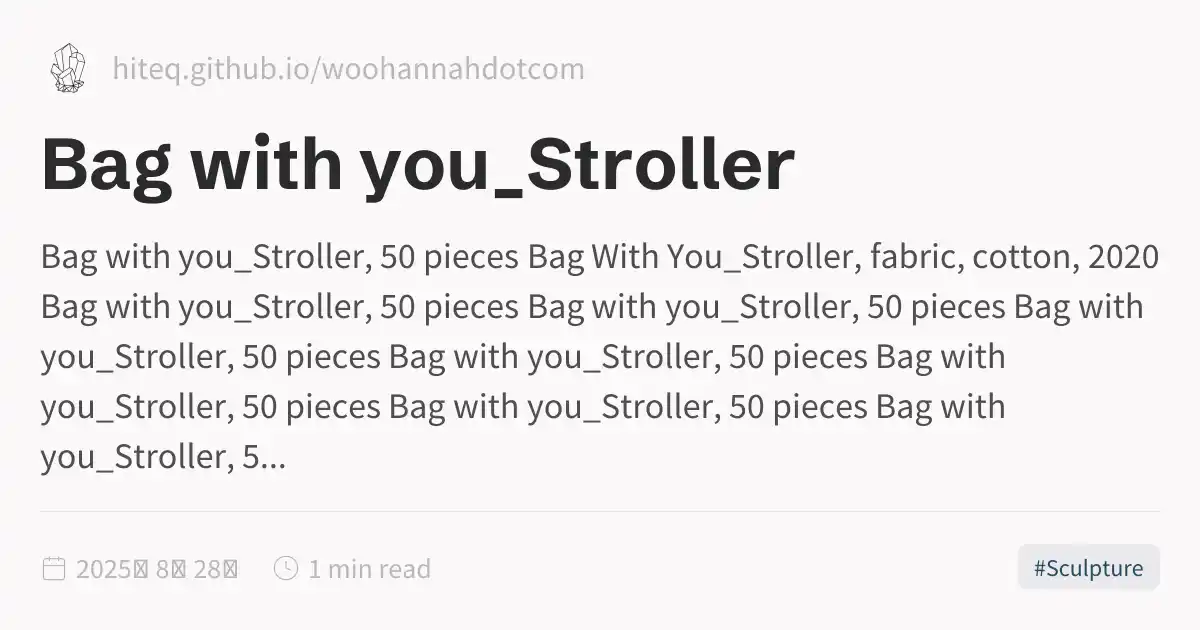 hiteq.github.io/woohannahdotcom
Bag with you_Stroller
Bag with you_Stroller, 50 pieces Bag With You_Stroller, fabric, cotton, 2020
Bag with you_Stroller, 50 pieces Bag with you_Stroller, 50 pieces Bag with
you_Stroller, 50 pieces Bag with you_Stroller, 50 pieces Bag with
you_Stroller, 50 pieces Bag with you_Stroller, 50 pieces Bag with
you_Stroller, 5...
2025 8 28
1 min read
#Sculpture